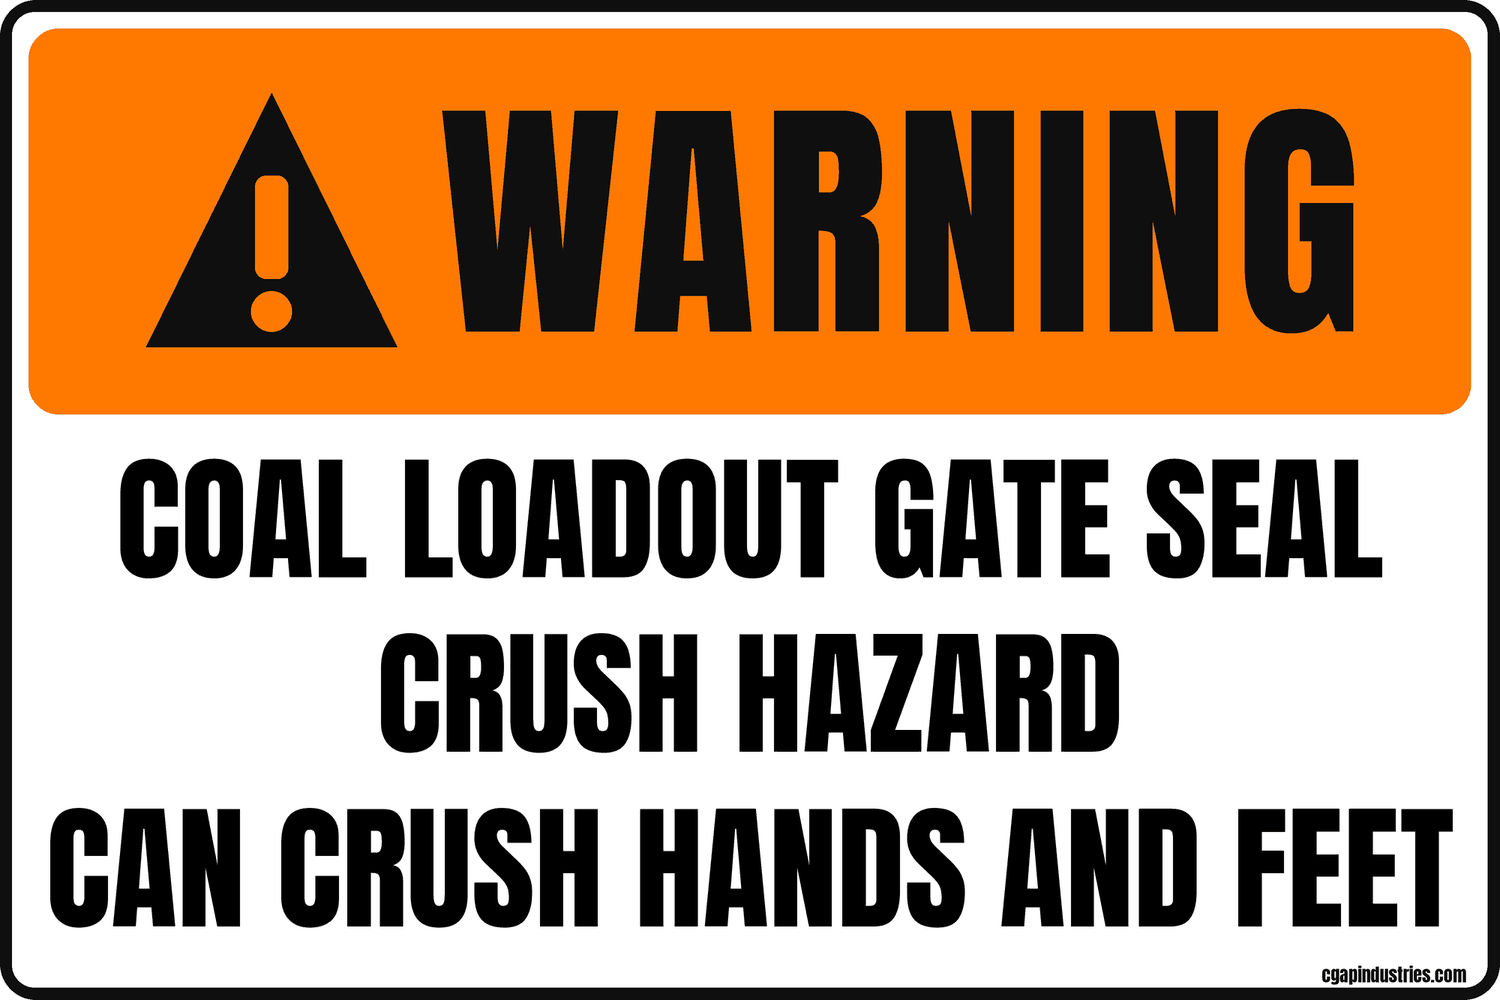 WARNING
COAL LOADOUT GATE SEAL
CRUSH HAZARD
CAN CRUSH HANDS AND FEET
cgapindustries.com